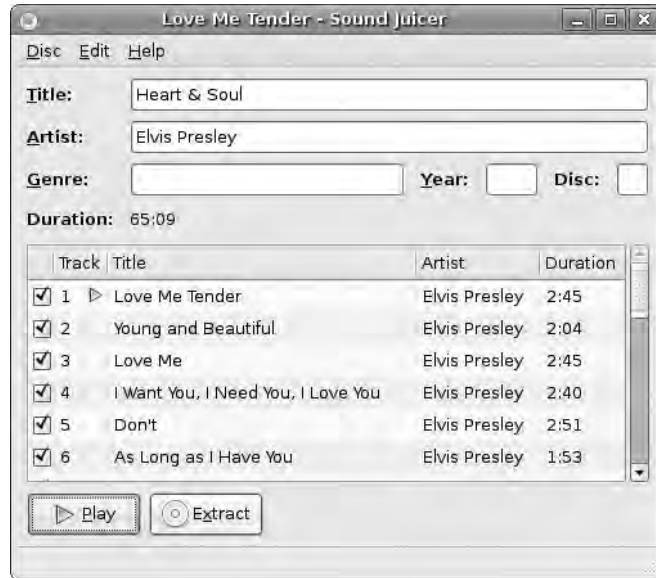 Love Me Tender - Sound Juicer
Disc Edit Help
Title: Heart & Soul
Artist: Elvis Presley
Genre: Year: Disc:
Duration: 65:09
Track Title Artist Duration
1 Love Me Tender Elvis Presley 2:45
2 Young and Beautiful Elvis Presley 2:04
3 Love Me Elvis Presley 2:45
4 I Want You, I Need You, I Love You Elvis Presley 2:40
5 Don't Elvis Presley 2:51
6 As Long as I Have You Elvis Presley 1:53
Play Extract